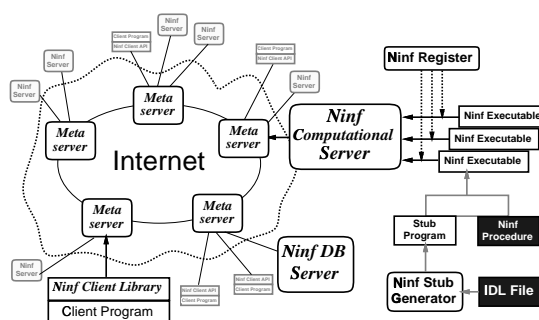 Ninf
Server
Client Program
Ninf Client API
Ninf
Server
Ninf
Server
Client Program
Ninf Client API
Ninf
Server
Ninf
Server
Ninf
Server
Meta
server
Meta
server
Meta
server
Internet
Meta
server
Meta
server
Ninf
Server
Ninf Client Library
Client Program
Ninf Client API
Client Program
Ninf Client API
Client Program
Ninf DB
Server
Ninf
Computational
Server
Ninf Register
Ninf Executable
Ninf Executable
Ninf Executable
Stub
Program
Ninf
Procedure
Ninf Stub
Generator
IDL File